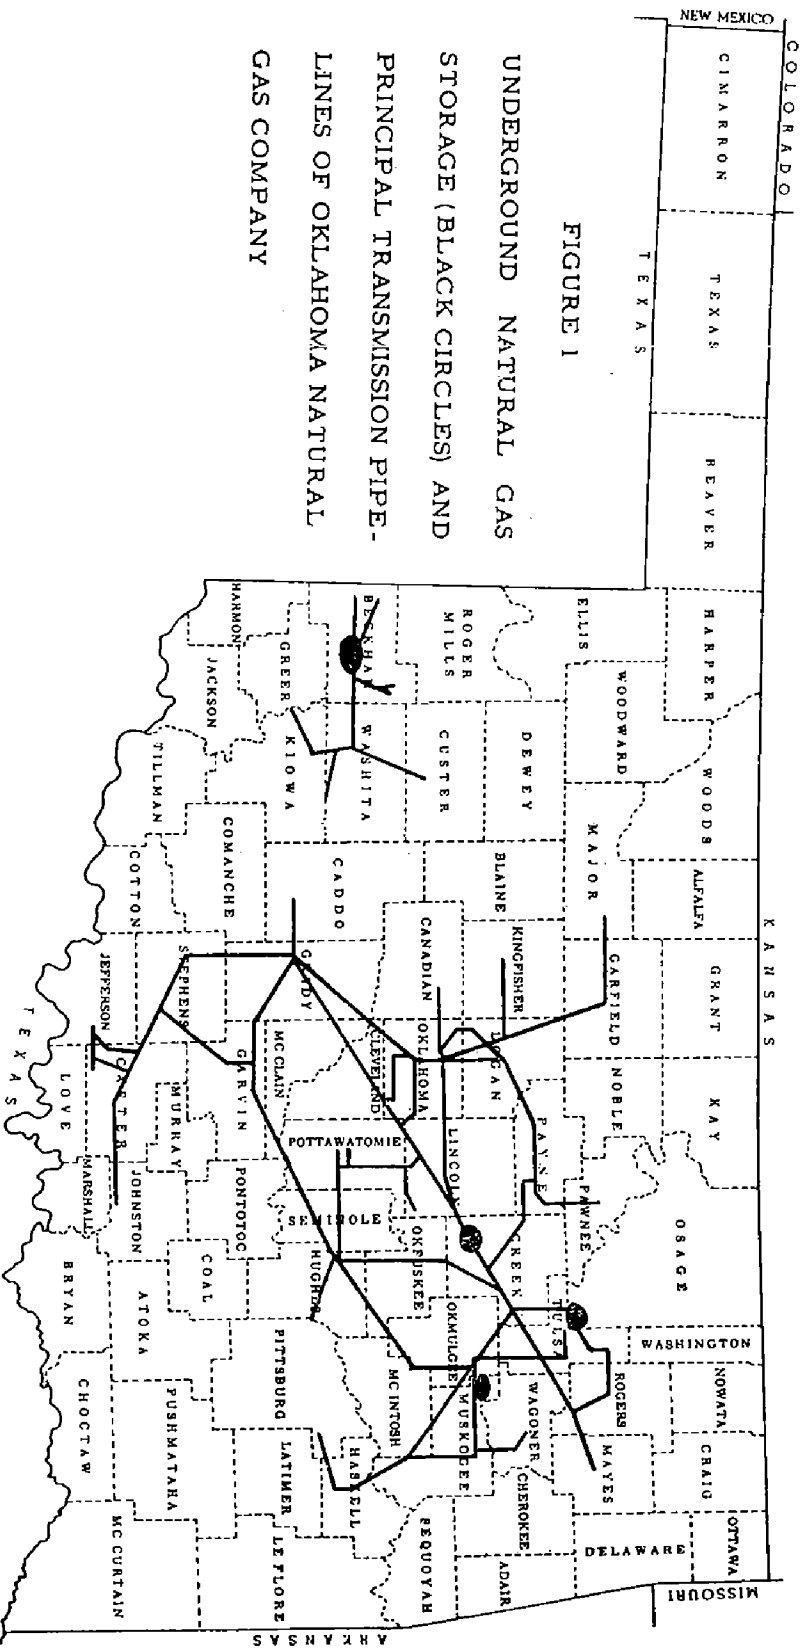 FIGURE 1
UNDERGROUND NATURAL GAS
STORAGE (BLACK CIRCLES) AND
PRINCIPAL TRANSMISSION PIPE-
LINES OF OKLAHOMA NATURAL
GAS COMPANY
COLORADO
KANSAS
NEW MEXICO
MISSOURI
TEXAS
CIMARRON
TEXAS
BEAVER
HARPER
WOODS
ALFALFA
GRANT
KAY
OSAGE
WASHINGTON
NOWATA
CRAIG
OTTAWA
ELLIS
WOODWARD
MAJOR
GARFIELD
NOBLE
PAWNEE
TULSA
ROGERS
MAYES
DELAWARE
ROGER
MILLS
DEWEY
BLAINE
KINGFISHER
LOGAN
PAYNE
CREEK
WAGONER
CHEROKEE
ADAIR
CUSTER
CANADIAN
OKLAHOMA
LINCOLN
OKFUSKEE
OKMULGEE
MUSKOGEE
SEQUOYAH
BECKHAM
WASHITA
CADDO
GRADY
CLEVELAND
POTTAWATOMIE
SEMINOLE
HUGHES
MC INTOSH
HASKELL
HARMON
GREER
KIOWA
COMANCHE
MC CLAIN
GARVIN
PONTOTOC
PITTSBURG
LATIMER
LE FLORE
JACKSON
TILLMAN
COTTON
STEPHENS
MURRAY
JOHNSTON
COAL
ATOKA
PUSHMATAHA
MC CURTAIN
JEFFERSON
CARTER
LOVE
MARSHALL
BRYAN
CHOCTAW
TEXAS
ARKANSAS